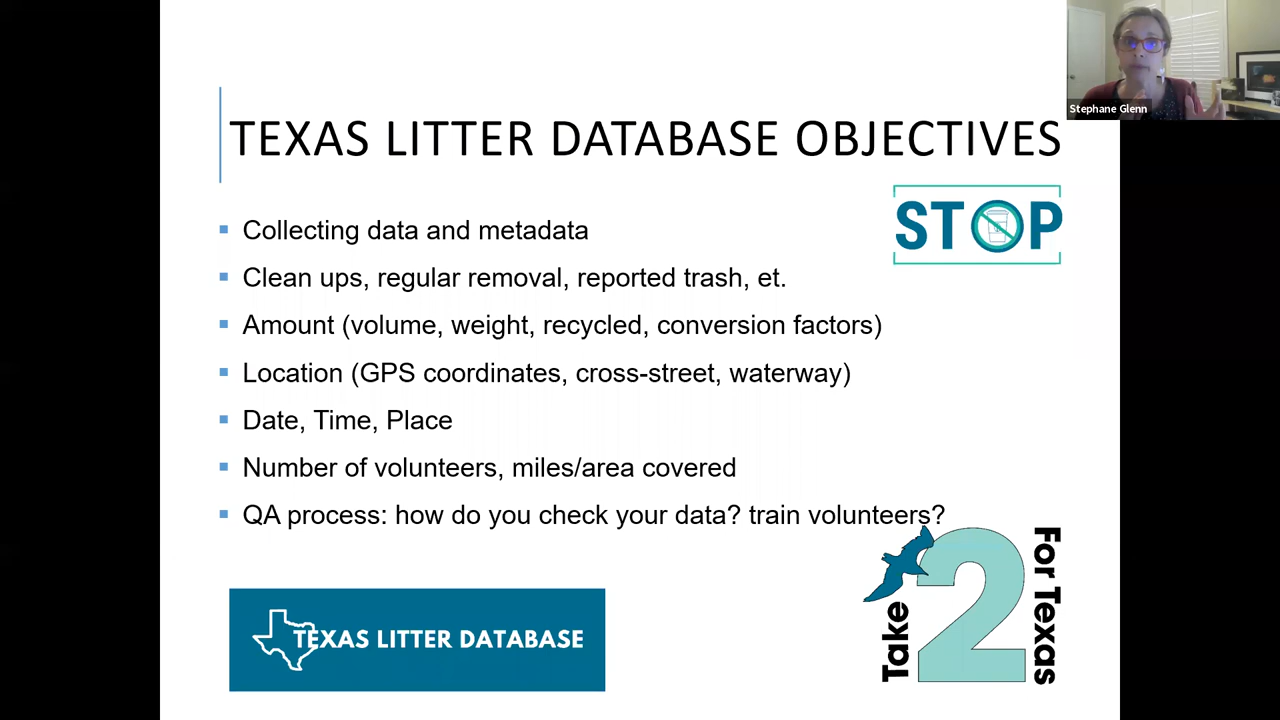 Stephane Glenn
TEXAS LITTER DATABASE OBJECTIVES
STOP
Collecting data and metadata
Clean ups, regular removal, reported trash, et.
Amount (volume, weight, recycled, conversion factors)
Location (GPS coordinates, cross-street, waterway)
Date, Time, Place
Number of volunteers, miles/area covered
QA process: how do you check your data? train volunteers?
Take 2 For Texas
TEXAS LITTER DATABASE